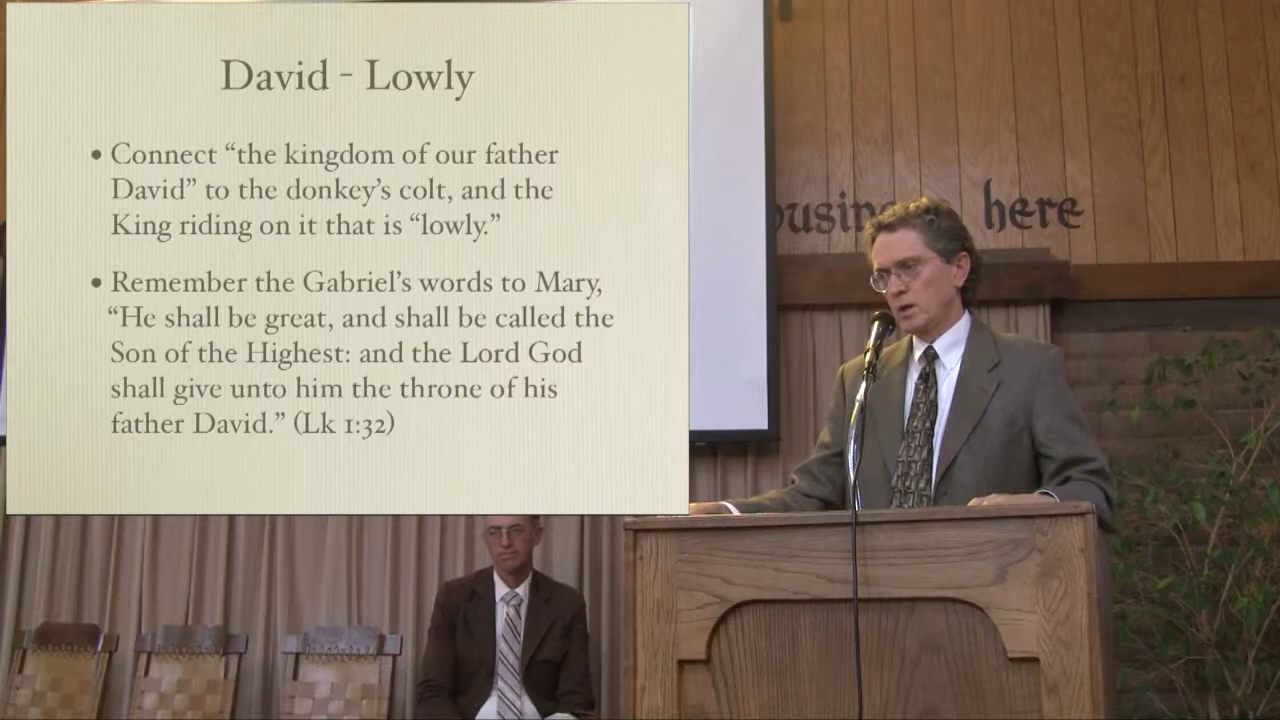 David - Lowly
• Connect “the kingdom of our father
David” to the donkey’s colt, and the
King riding on it that is “lowly.”
• Remember the Gabriel’s words to Mary,
“He shall be great, and shall be called the
Son of the Highest: and the Lord God
shall give unto him the throne of his
father David.” (Lk 1:32)
here